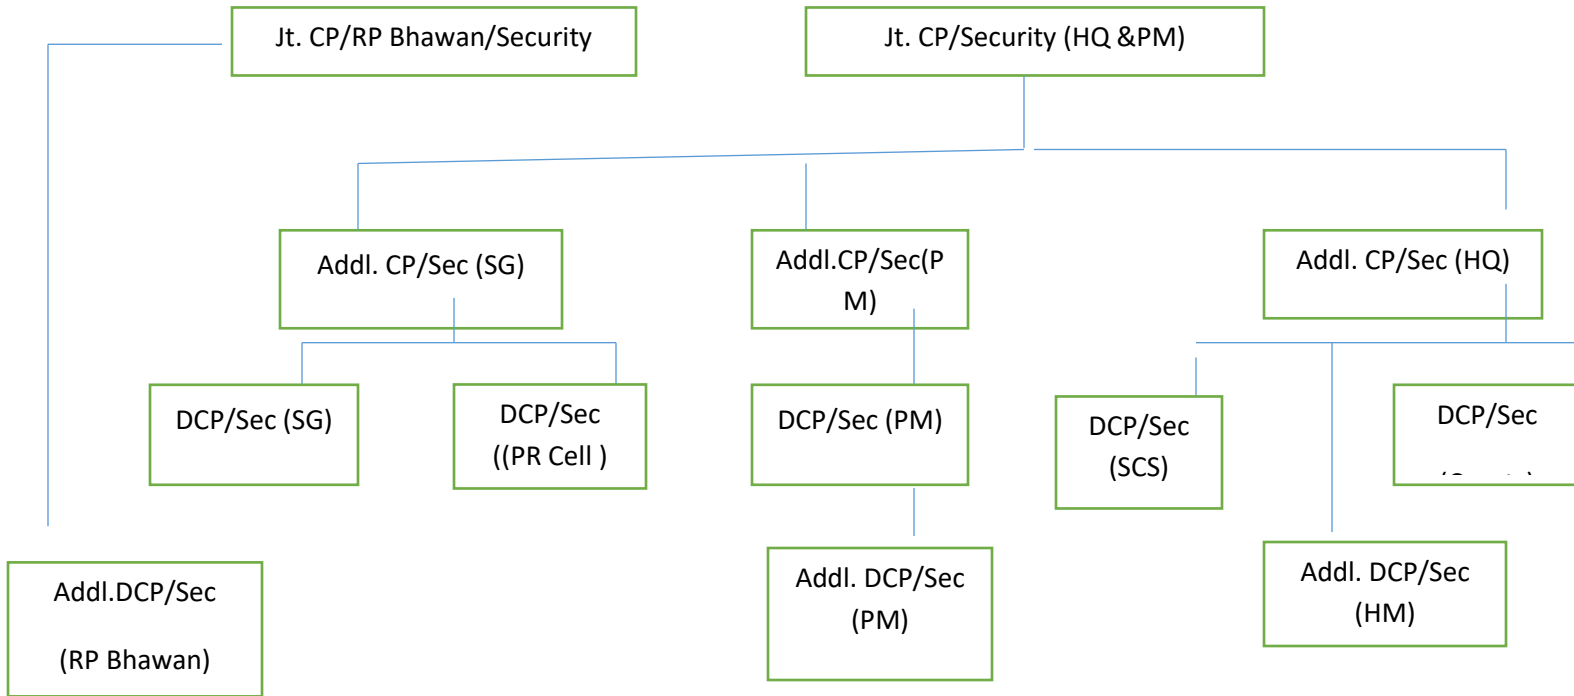 Jt. CP/RP Bhawan/Security
Jt. CP/Security (HQ &PM)
Addl. CP/Sec (SG)
Addl.CP/Sec(P
M)
Addl. CP/Sec (HQ)
DCP/Sec (SG)
DCP/Sec
((PR Cell )
DCP/Sec (PM)
DCP/Sec
(SCS)
DCP/Sec
Addl.DCP/Sec
(RP Bhawan)
Addl. DCP/Sec
(PM)
Addl. DCP/Sec
(HM)